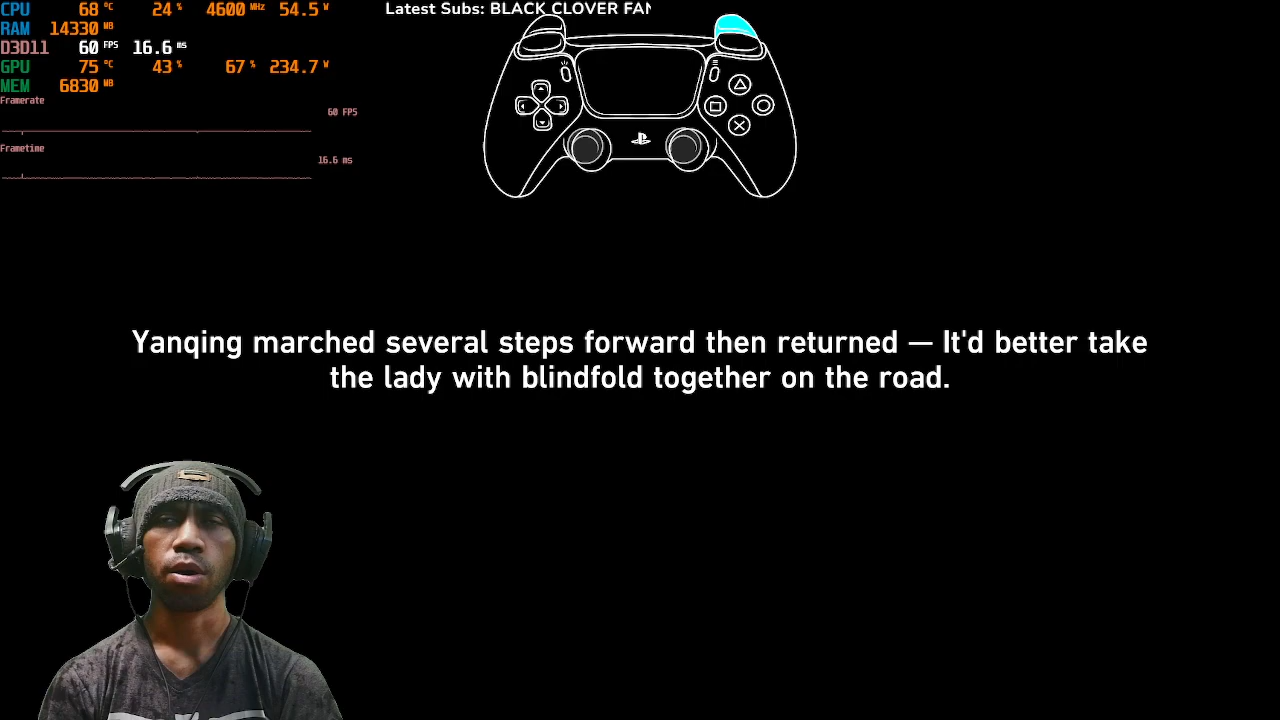 CPU 68 °C 24 % 4600 MHz 54.5 W
RAM 14330 MB
D3D11 60 FPS 16.6 ms
GPU 75 °C 43 % 67 % 234.7 W
MEM 6830 MB
Framerate
60 FPS
Frametime
16.6 ms
Latest Subs: BLACK CLOVER FAN
Yanqing marched several steps forward then returned — It'd better take
the lady with blindfold together on the road.